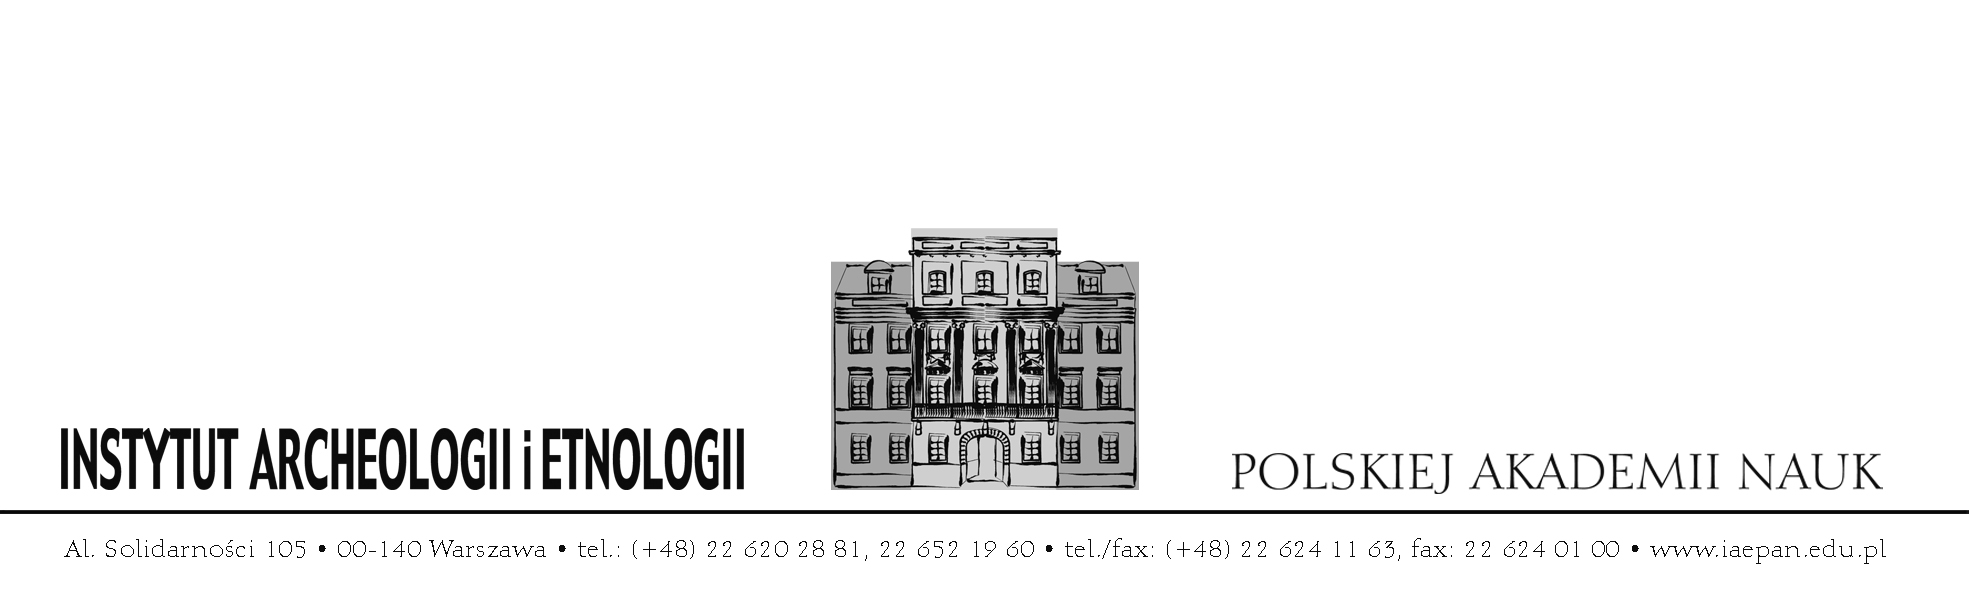 INSTYTUT ARCHEOLOGII i ETNOLOGII POLSKIEJ AKADEMII NAUK
Al. Solidarności 105 • 00-140 Warszawa • tel.: (+48) 22 620 28 81, 22 652 19 60 • tel./fax: (+48) 22 624 11 63, fax: 22 624 01 00 • www.iaepan.edu.pl